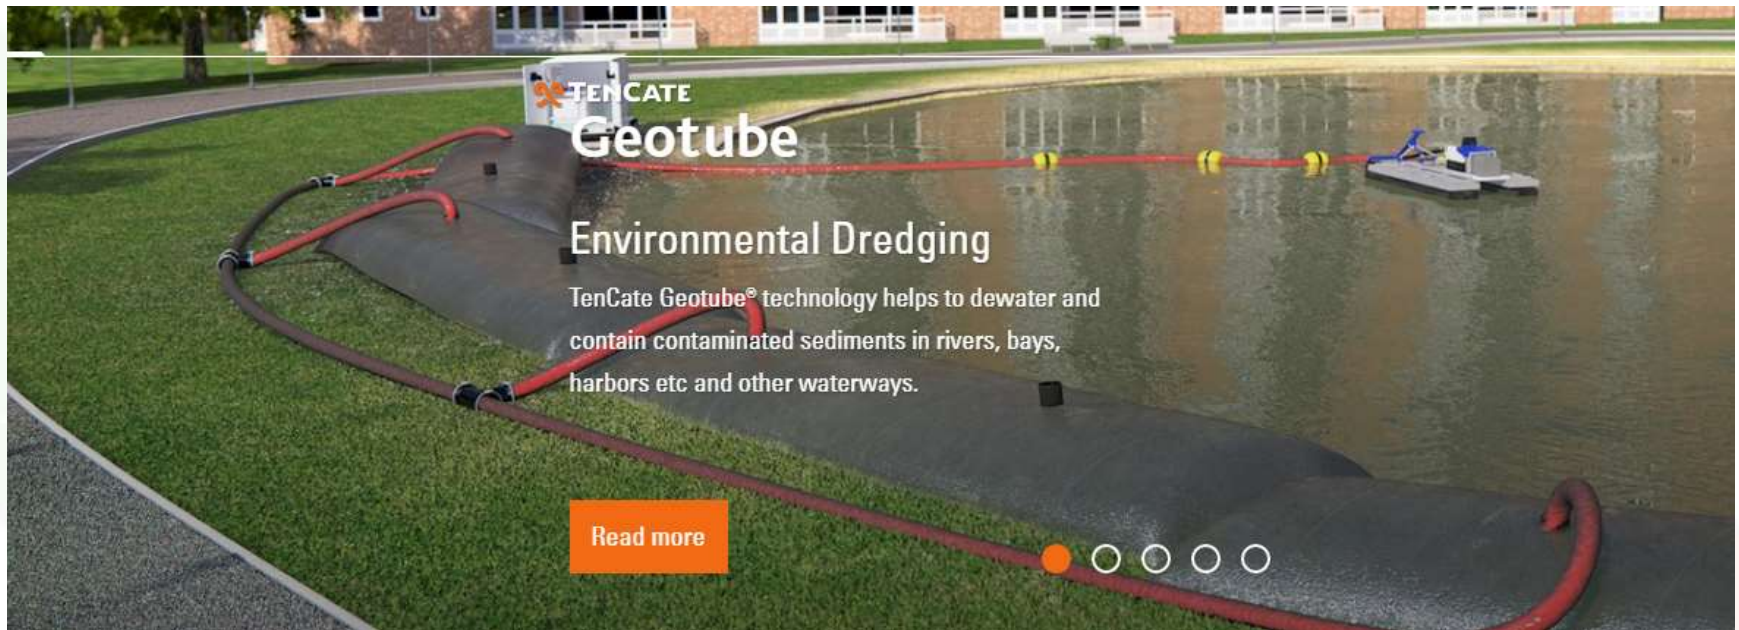 TENCATE
Geotube
Environmental Dredging
TenCate Geotube® technology helps to dewater and
contain contaminated sediments in rivers, bays,
harbors etc and other waterways.
Read more